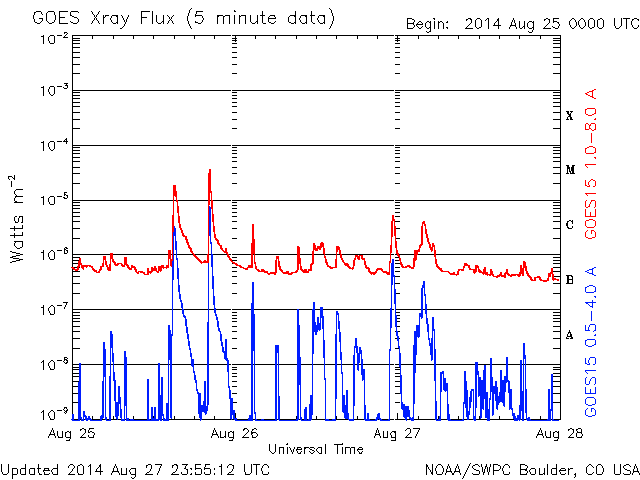 GOES Xray Flux (5 minute data)
Begin: 2014 Aug 25 0000 UTC
10⁻²
10⁻³
10⁻⁴
10⁻⁵
10⁻⁶
10⁻⁷
10⁻⁸
10⁻⁹
Watts m⁻²
X
M
C
B
A
GOES15 1.0-8.0 A
GOES15 0.5-4.0 A
Aug 25
Aug 26
Aug 27
Aug 28
Universal Time
Updated 2014 Aug 27 23:55:12 UTC
NOAA/SWPC Boulder, CO USA